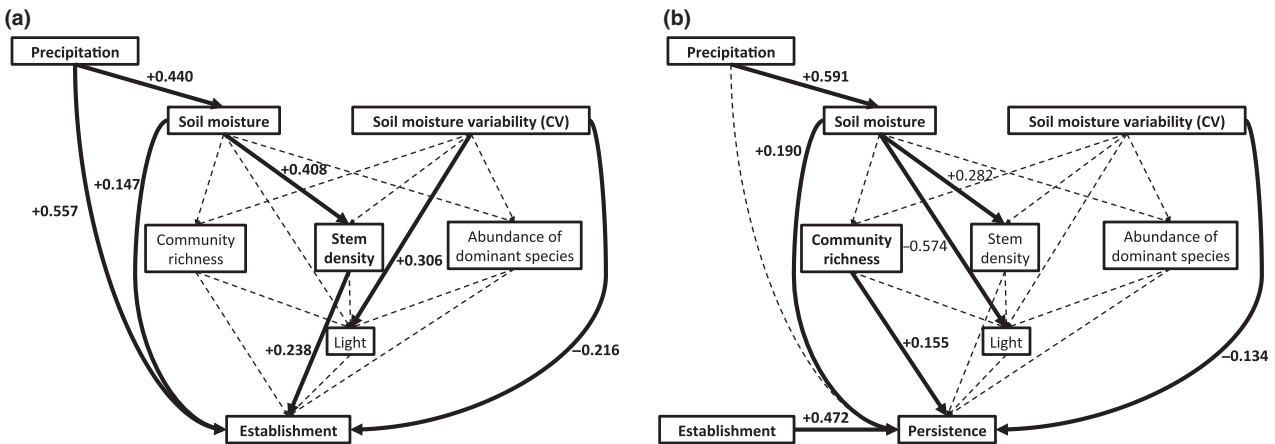 (a)
Precipitation
+0.440
Soil moisture
Soil moisture variability (CV)
+0.408
+0.147
+0.557
Community
richness
Stem
density
+0.306
Abundance of
dominant species
Light
+0.238
–0.216
Establishment
(b)
Precipitation
+0.591
Soil moisture
Soil moisture variability (CV)
+0.190
+0.282
Community
richness
–0.574
Stem
density
Abundance of
dominant species
Light
+0.155
–0.134
Establishment
+0.472
Persistence